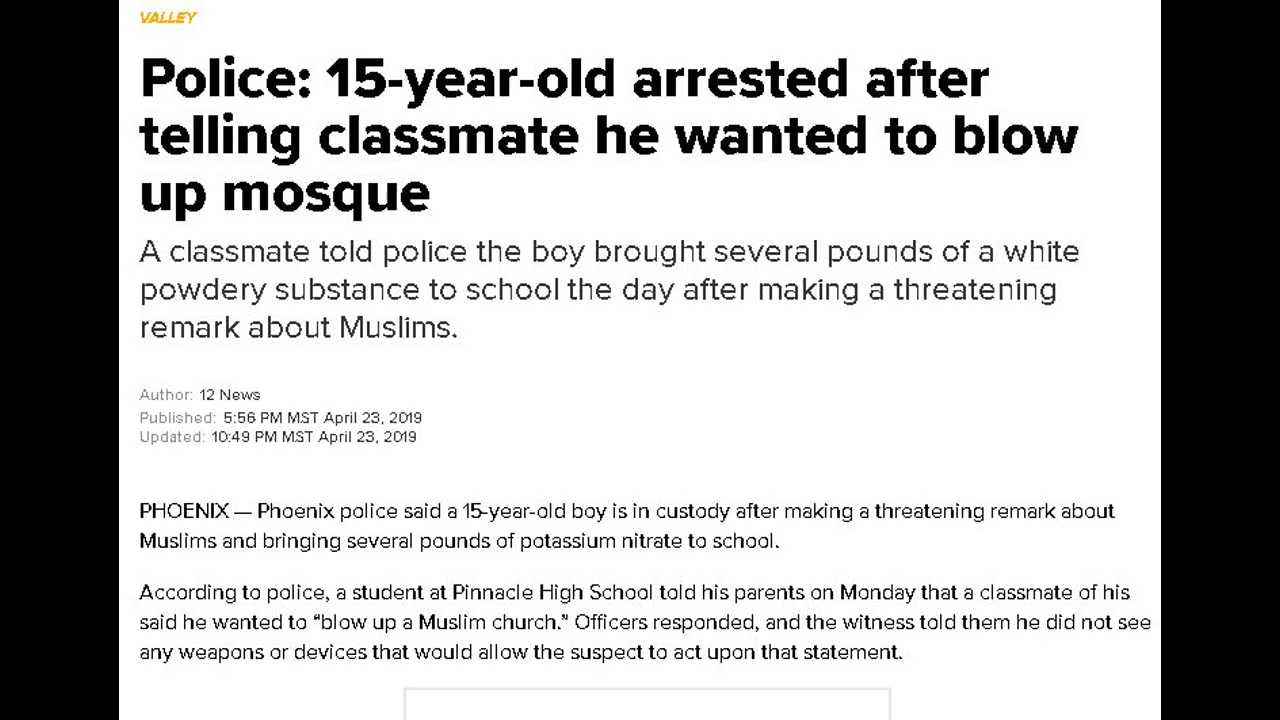 VALLEY
Police: 15-year-old arrested after
telling classmate he wanted to blow
up mosque
A classmate told police the boy brought several pounds of a white
powdery substance to school the day after making a threatening
remark about Muslims.
Author: 12 News
Published: 5:56 PM MST April 23, 2019
Updated: 10:49 PM MST April 23, 2019
PHOENIX — Phoenix police said a 15-year-old boy is in custody after making a threatening remark about
Muslims and bringing several pounds of potassium nitrate to school.
According to police, a student at Pinnacle High School told his parents on Monday that a classmate of his
said he wanted to “blow up a Muslim church.” Officers responded, and the witness told them he did not see
any weapons or devices that would allow the suspect to act upon that statement.